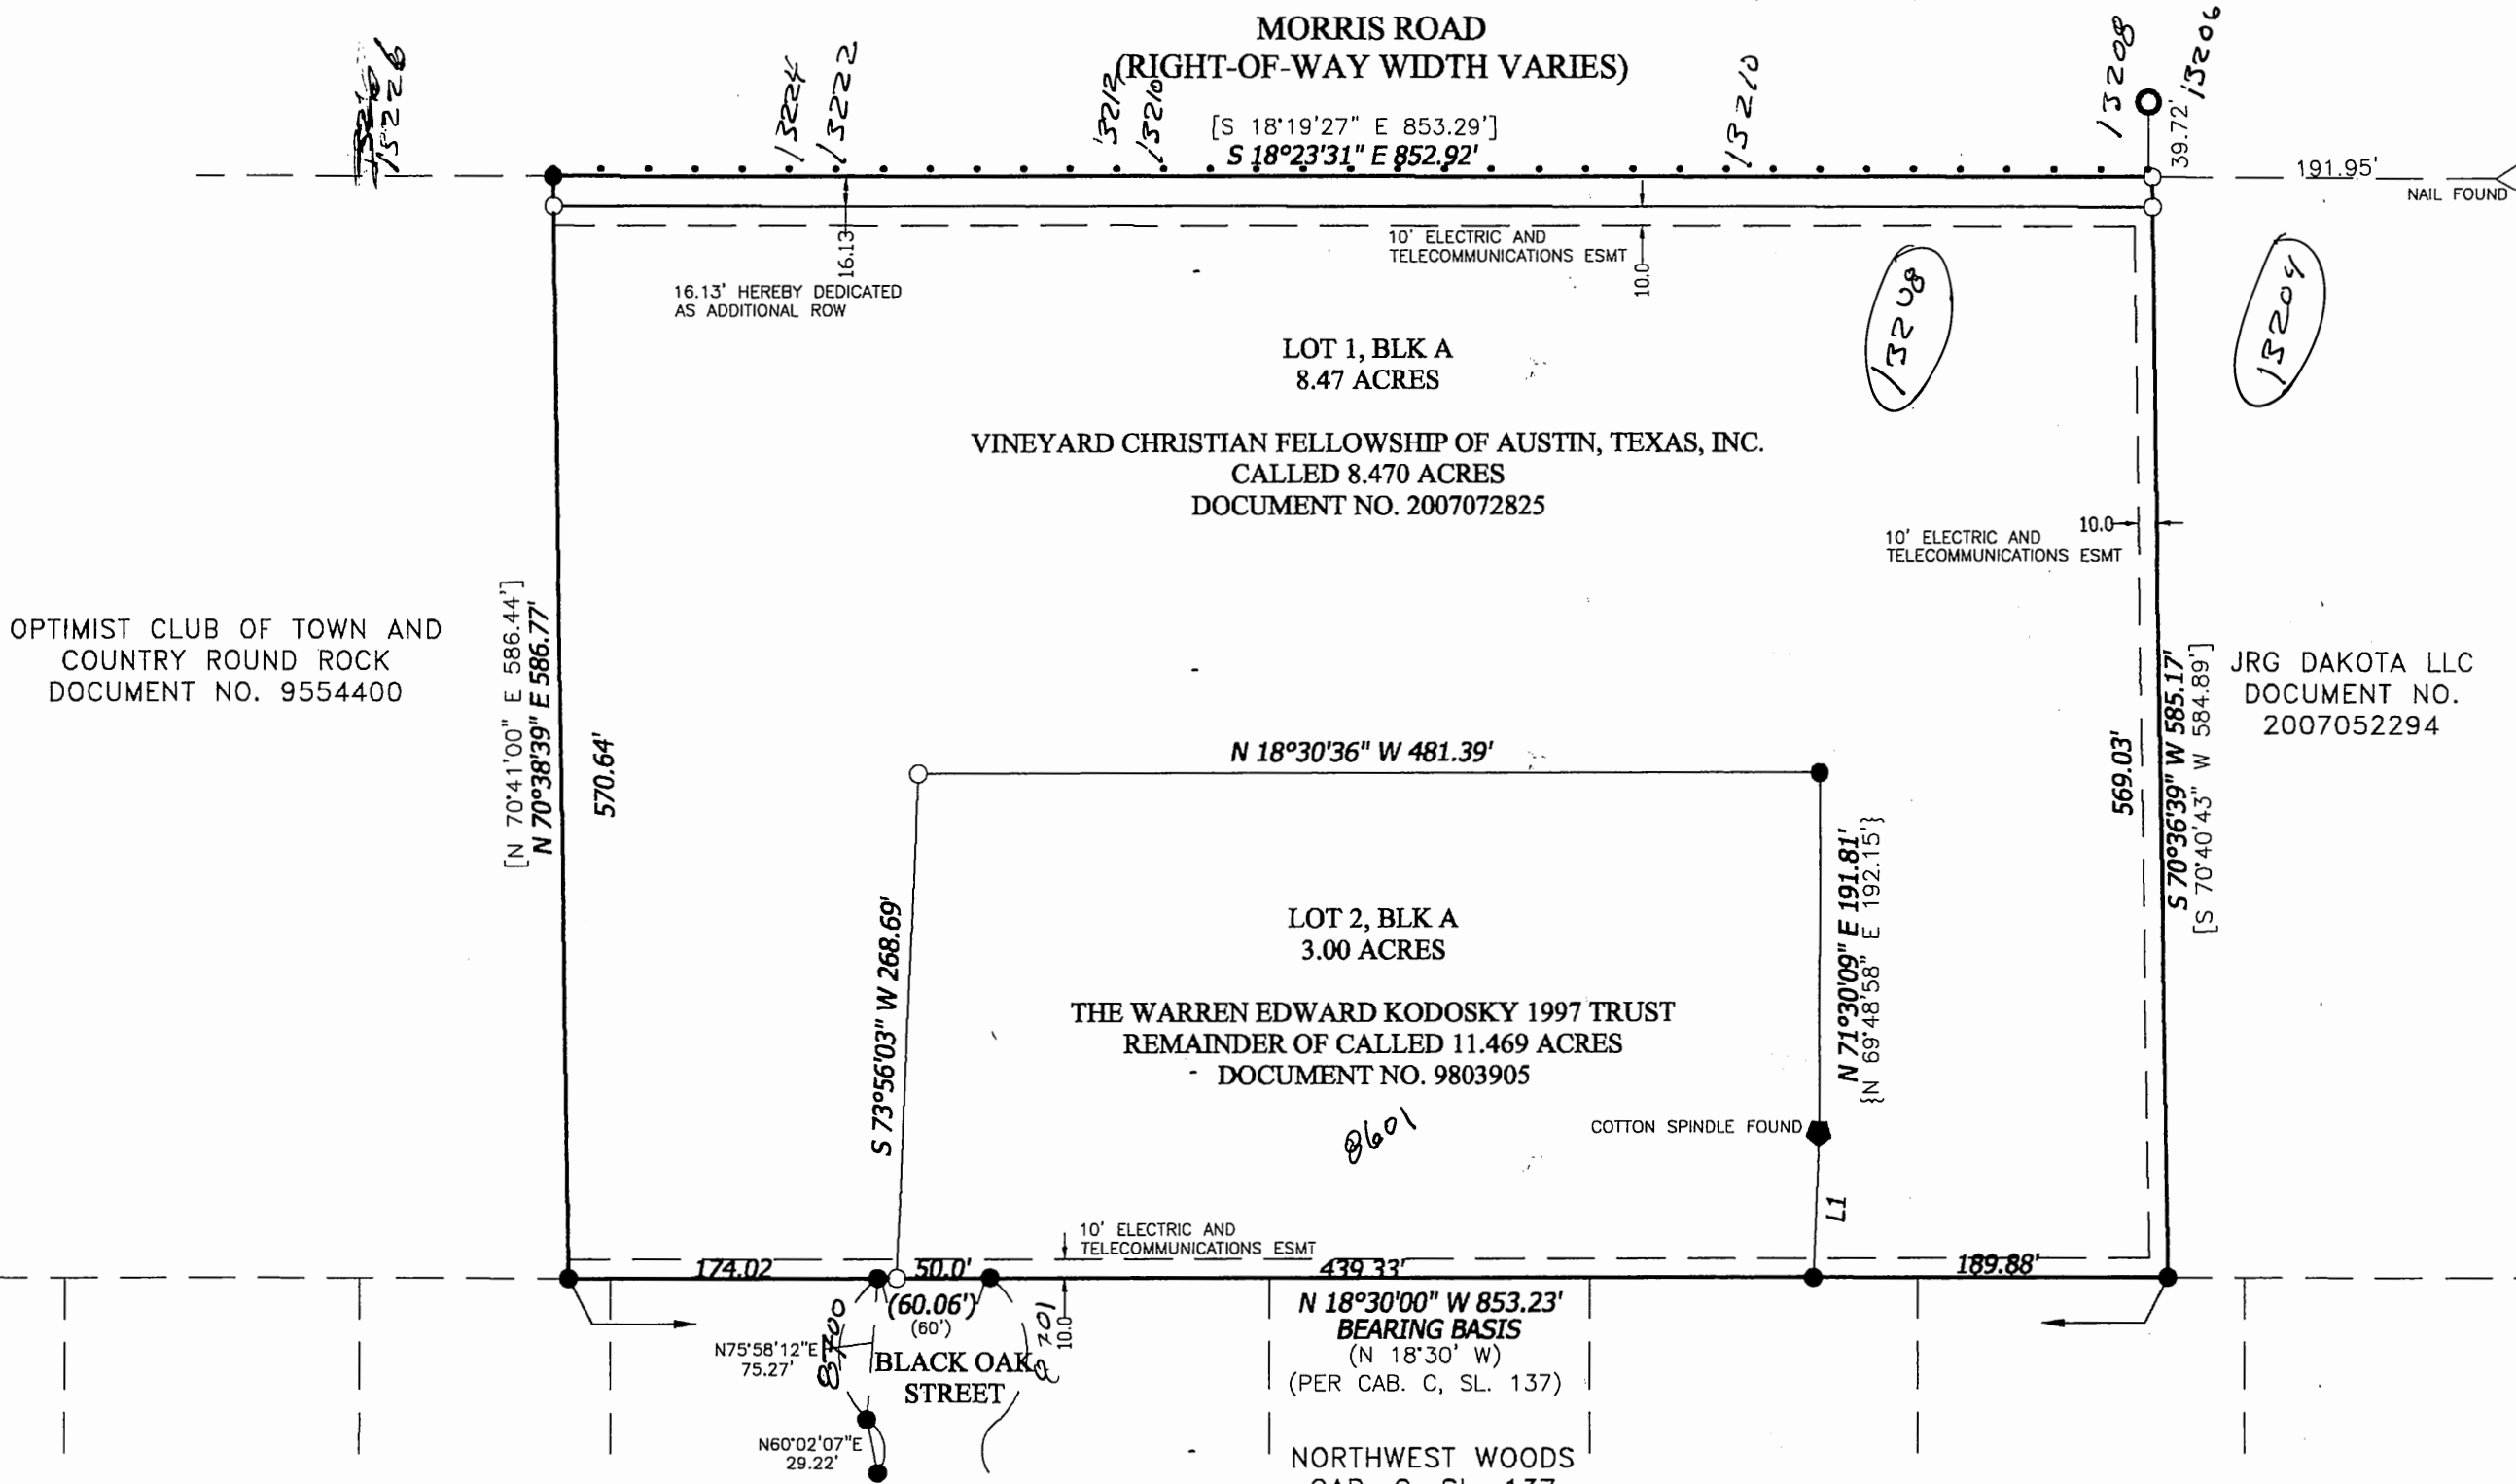 MORRIS ROAD
(RIGHT-OF-WAY WIDTH VARIES)
13226
13224
13222
13212
13210
13210
13208
13206
[S 18°19'27" E 853.29']
S 18°23'31" E 852.92'
39.72'
191.95'
NAIL FOUND
16.13
16.13' HEREBY DEDICATED
AS ADDITIONAL ROW
10' ELECTRIC AND
TELECOMMUNICATIONS ESMT
10.0
13208
13204
LOT 1, BLK A
8.47 ACRES
VINEYARD CHRISTIAN FELLOWSHIP OF AUSTIN, TEXAS, INC.
CALLED 8.470 ACRES
DOCUMENT NO. 2007072825
10' ELECTRIC AND
TELECOMMUNICATIONS ESMT
10.0
OPTIMIST CLUB OF TOWN AND
COUNTRY ROUND ROCK
DOCUMENT NO. 9554400
[N 70°41'00" E 586.44']
N 70°38'39" E 586.77'
570.64'
569.03'
S 70°36'39" W 585.17'
[S 70°40'43" W 584.89']
JRG DAKOTA LLC
DOCUMENT NO.
2007052294
N 18°30'36" W 481.39'
S 73°56'03" W 268.69'
N 71°30'09" E 191.81'
{N 69°48'58" E 192.15'}
LOT 2, BLK A
3.00 ACRES
THE WARREN EDWARD KODOSKY 1997 TRUST
REMAINDER OF CALLED 11.469 ACRES
DOCUMENT NO. 9803905
8601
COTTON SPINDLE FOUND
L1
10' ELECTRIC AND
TELECOMMUNICATIONS ESMT
174.02
50.0'
439.33'
189.88'
(60.06')
(60')
10.0
8700
8701
N75°58'12"E
75.27'
BLACK OAK
STREET
N60°02'07"E
29.22'
N 18°30'00" W 853.23'
BEARING BASIS
(N 18°30' W)
(PER CAB. C, SL. 137)
NORTHWEST WOODS
CAB. C, SL. 137